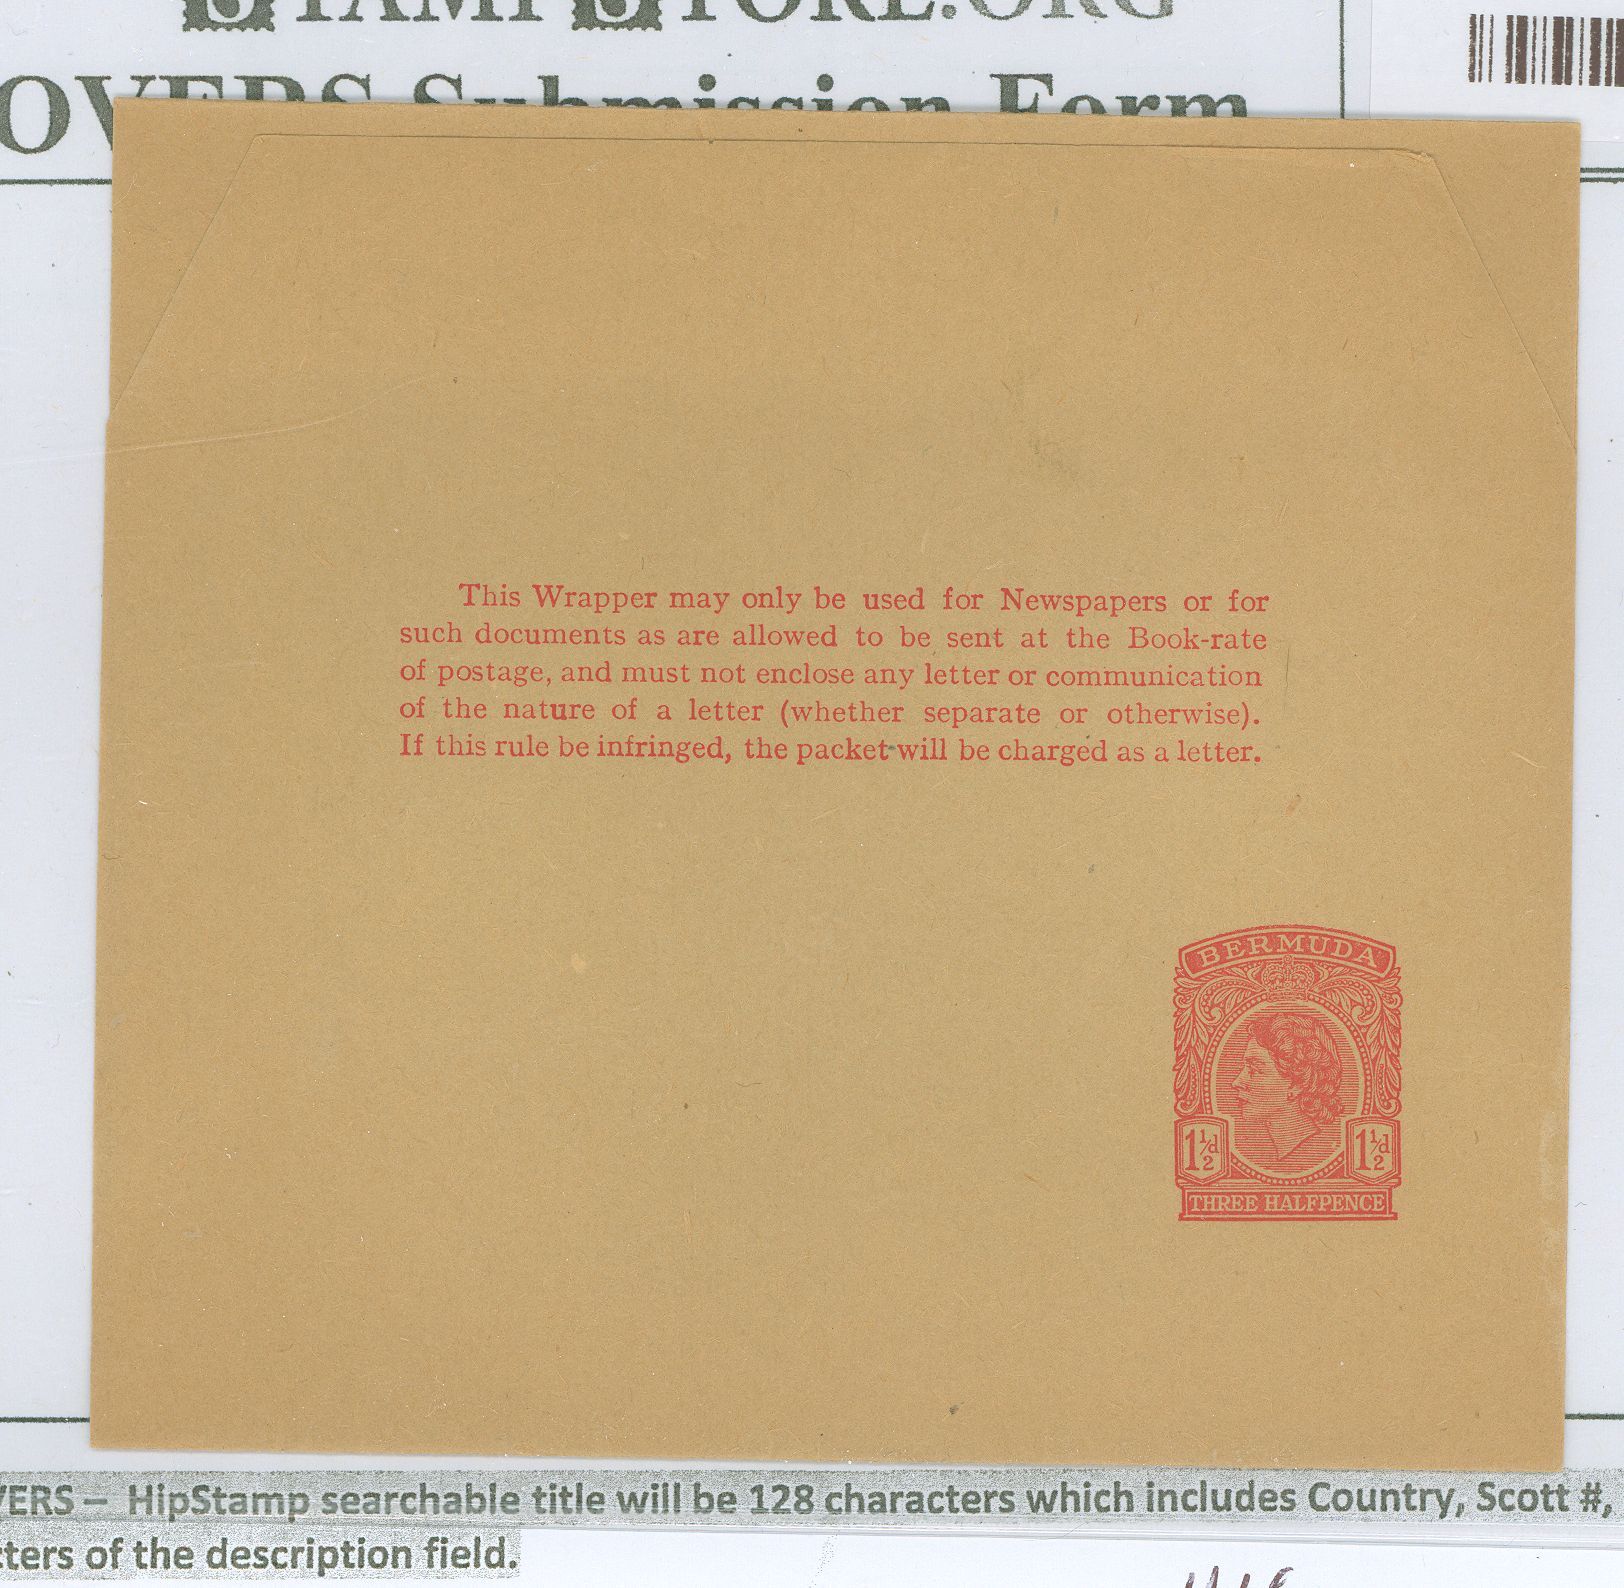 STAMPSTORE.ORG
OVERS Submission Form
This Wrapper may only be used for Newspapers or for
such documents as are allowed to be sent at the Book-rate
of postage, and must not enclose any letter or communication
of the nature of a letter (whether separate or otherwise).
If this rule be infringed, the packet will be charged as a letter.
BERMUDA
1½d 1½d
THREE HALFPENCE
VERS – HipStamp searchable title will be 128 characters which includes Country, Scott #,
cters of the description field.